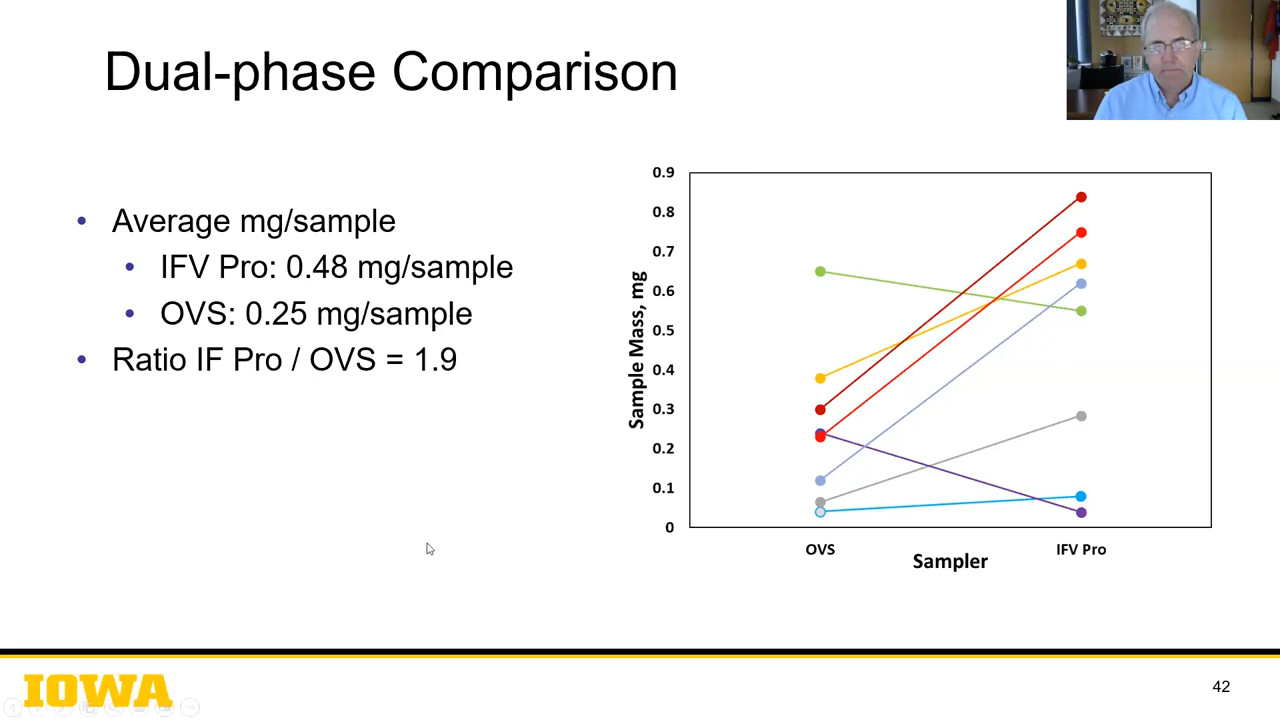 Dual-phase Comparison
• Average mg/sample
• IFV Pro: 0.48 mg/sample
• OVS: 0.25 mg/sample
• Ratio IF Pro / OVS = 1.9
Sample Mass, mg
0.9
0.8
0.7
0.6
0.5
0.4
0.3
0.2
0.1
0
OVS
IFV Pro
Sampler
IOWA
42